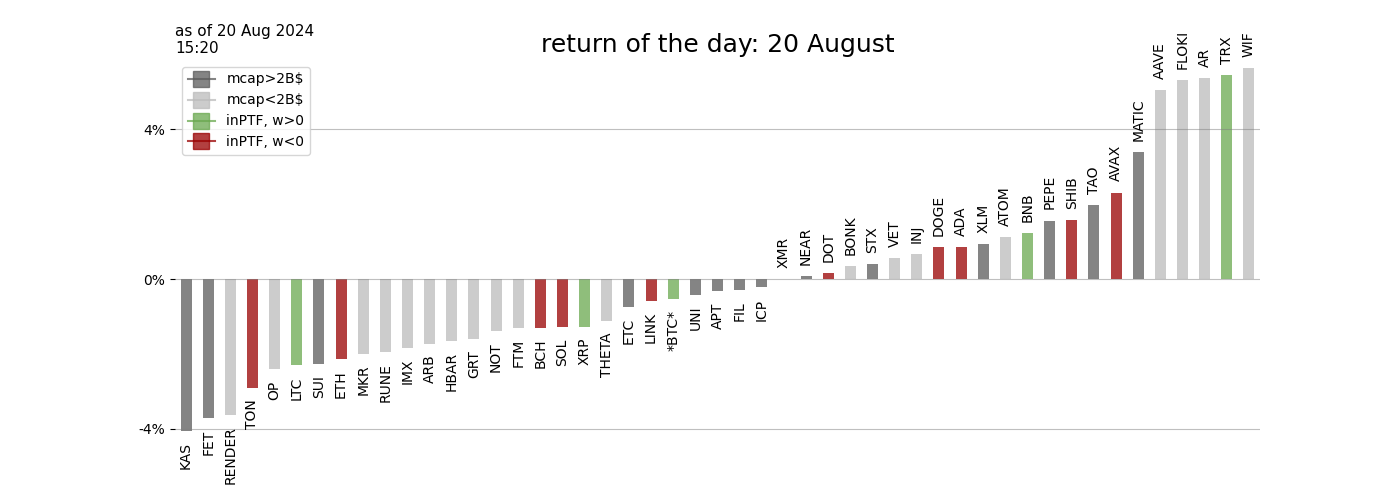 as of 20 Aug 2024
15:20
return of the day: 20 August
mcap>2B$
mcap<2B$
inPTF, w>0
inPTF, w<0
4%
0%
-4%
KAS
FET
RENDER
TON
OP
LTC
SUI
ETH
MKR
RUNE
IMX
ARB
HBAR
GRT
NOT
FTM
BCH
SOL
XRP
THETA
ETC
LINK
*BTC*
UNI
APT
FIL
ICP
XMR
NEAR
DOT
BONK
STX
VET
INJ
DOGE
ADA
XLM
ATOM
BNB
PEPE
SHIB
TAO
AVAX
MATIC
AAVE
FLOKI
AR
TRX
WIF